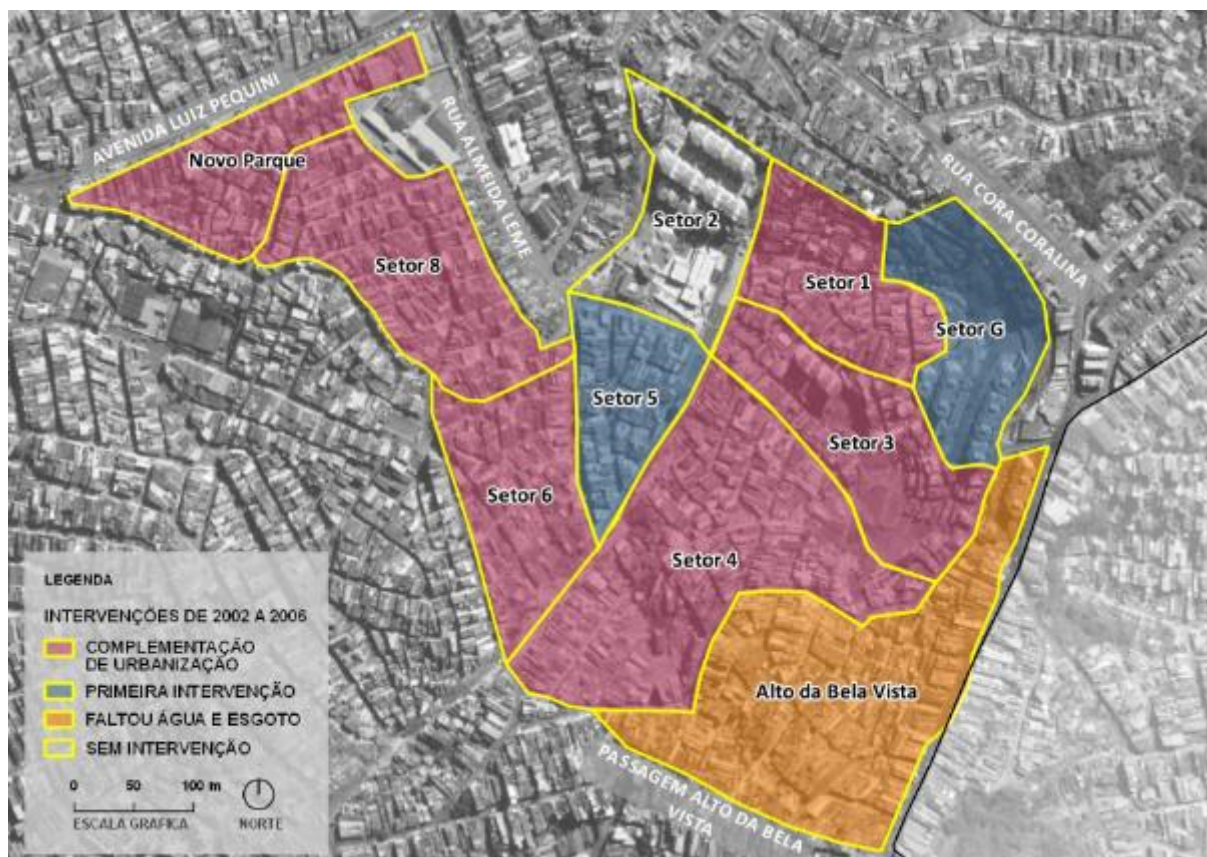 AVENIDA LUIZ PEQUINI
RUA ALMEIDA LEME
RUA CORA CORALINA
Novo Parque
Setor 2
Setor 8
Setor 1
Setor G
Setor 5
Setor 3
Setor 6
Setor 4
Alto da Bela Vista
PASSAGEM ALTO DA BELA
VISTA
LEGENDA
INTERVENÇÕES DE 2002 A 2006
COMPLEMENTAÇÃO
DE URBANIZAÇÃO
PRIMEIRA INTERVENÇÃO
FALTOU ÁGUA E ESGOTO
SEM INTERVENÇÃO
0 50 100 m
ESCALA GRAFICA
NORTE